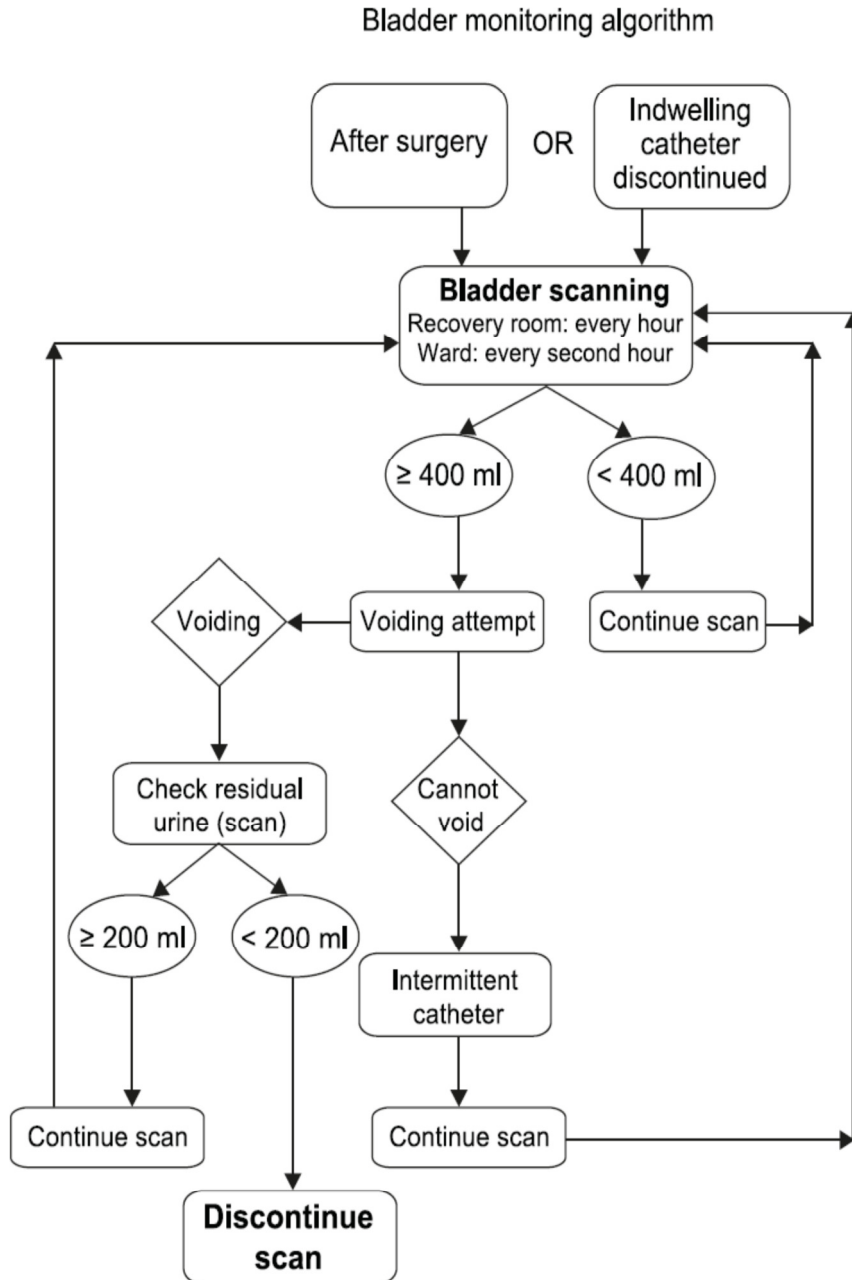 Bladder monitoring algorithm
After surgery
OR
Indwelling
catheter
discontinued
Bladder scanning
Recovery room: every hour
Ward: every second hour
≥ 400 ml
< 400 ml
Voiding
Voiding attempt
Continue scan
Check residual
urine (scan)
Cannot
void
≥ 200 ml
< 200 ml
Intermittent
catheter
Continue scan
Continue scan
Discontinue
scan